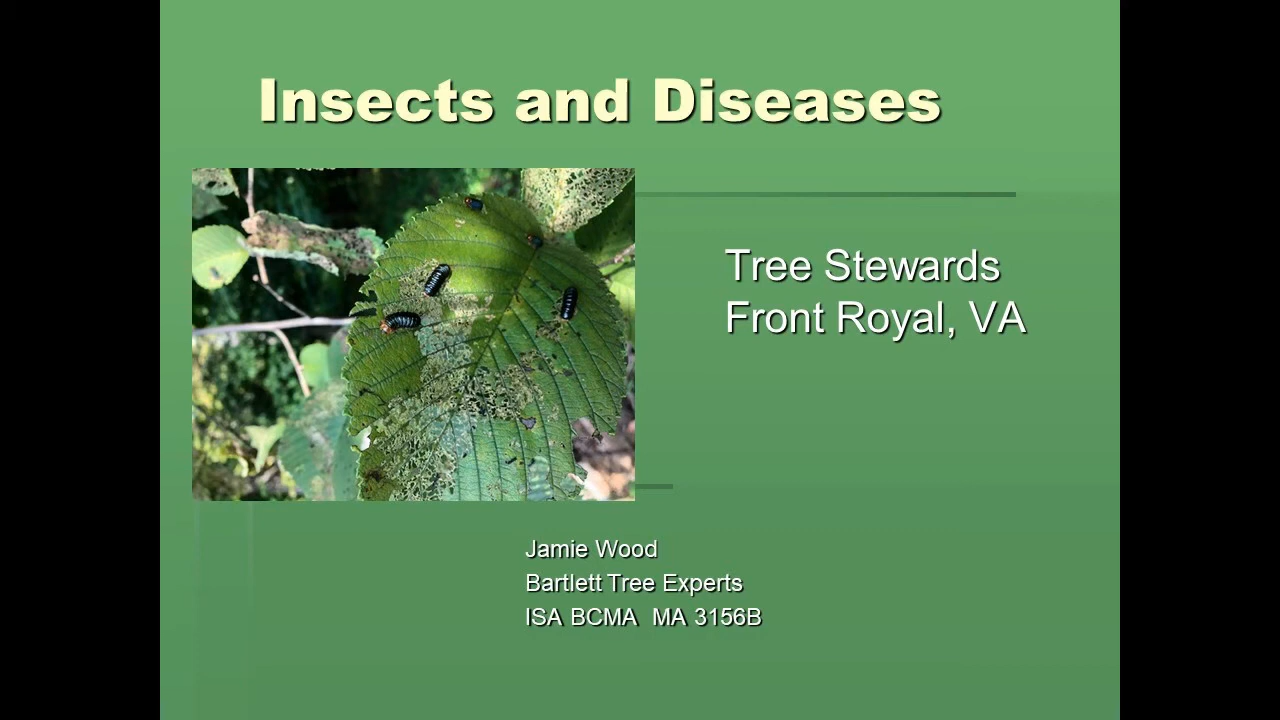 Insects and Diseases
Tree Stewards
Front Royal, VA
Jamie Wood
Bartlett Tree Experts
ISA BCMA  MA 3156B